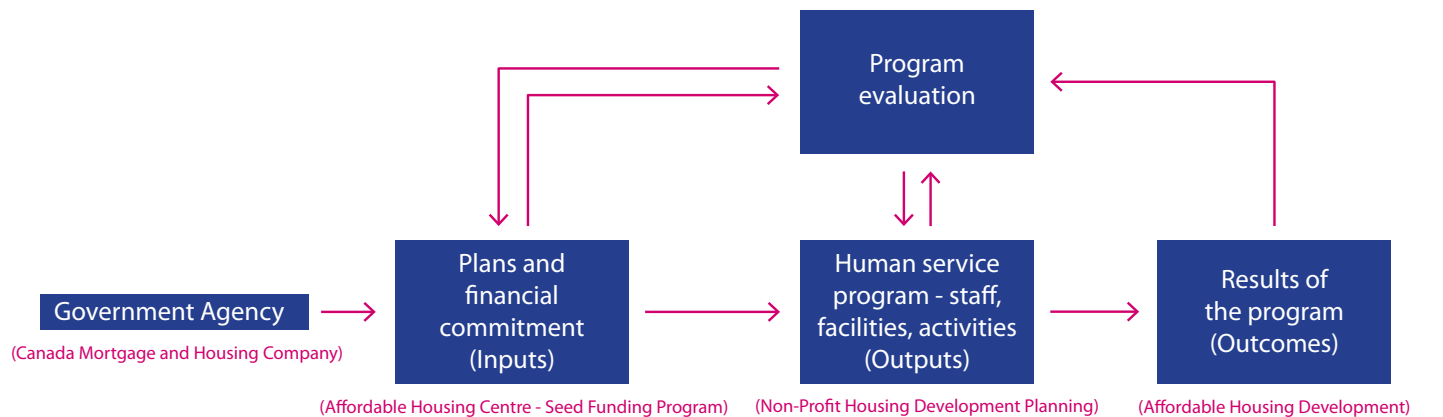 Program
evaluation
Government Agency
(Canada Mortgage and Housing Company)
Plans and
financial
commitment
(Inputs)
(Affordable Housing Centre - Seed Funding Program)
Human service
program - staff,
facilities, activities
(Outputs)
(Non-Profit Housing Development Planning)
Results of
the program
(Outcomes)
(Affordable Housing Development)